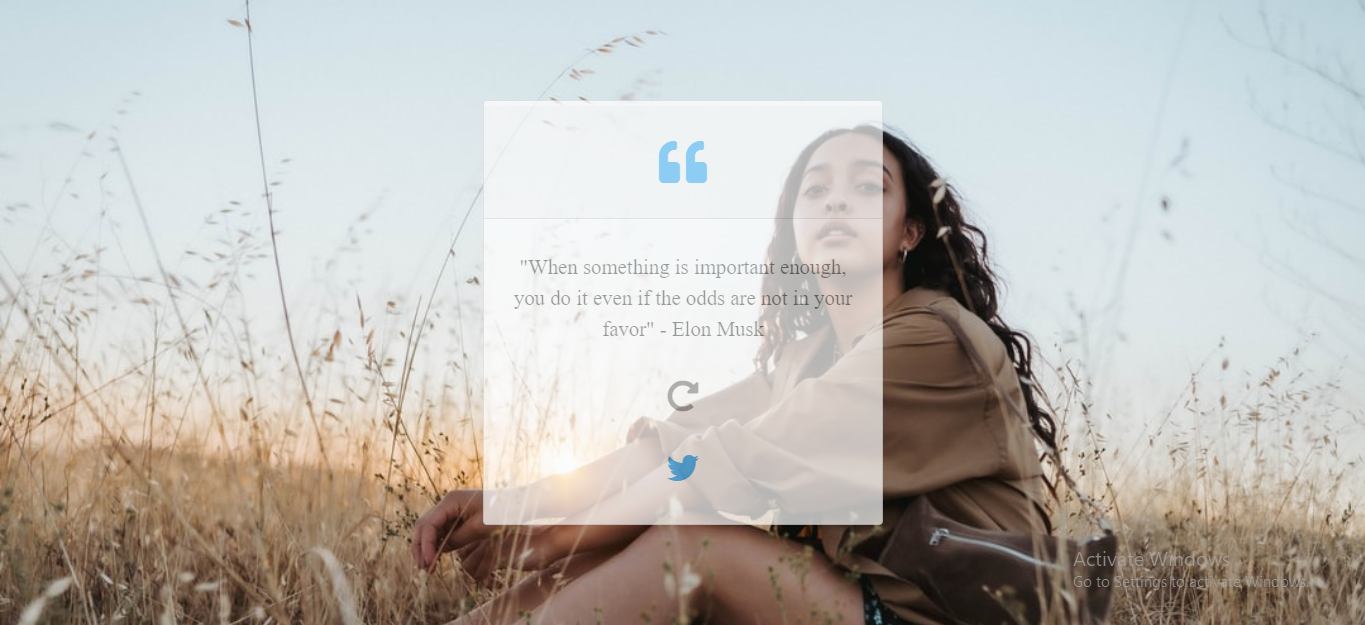 "When something is important enough,
you do it even if the odds are not in your
favor" - Elon Musk
Activate Windows
Go to Settings to activate Windows.